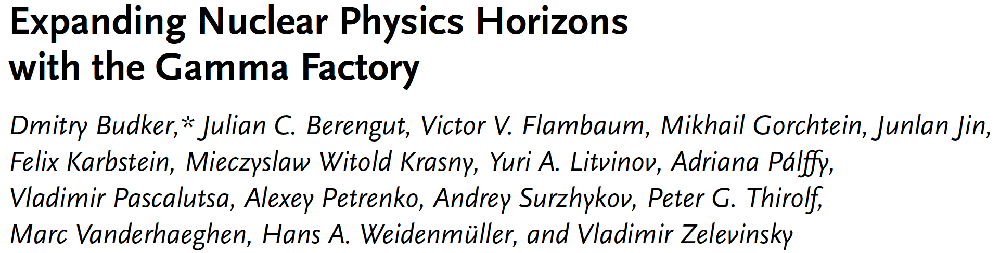 Expanding Nuclear Physics Horizons
with the Gamma Factory
Dmitry Budker,* Julian C. Berengut, Victor V. Flambaum, Mikhail Gorchtein, Junlan Jin,
Felix Karbstein, Mieczyslaw Witold Krasny, Yuri A. Litvinov, Adriana Pálffy,
Vladimir Pascalutsa, Alexey Petrenko, Andrey Surzhykov, Peter G. Thirolf,
Marc Vanderhaeghen, Hans A. Weidenmüller, and Vladimir Zelevinsky